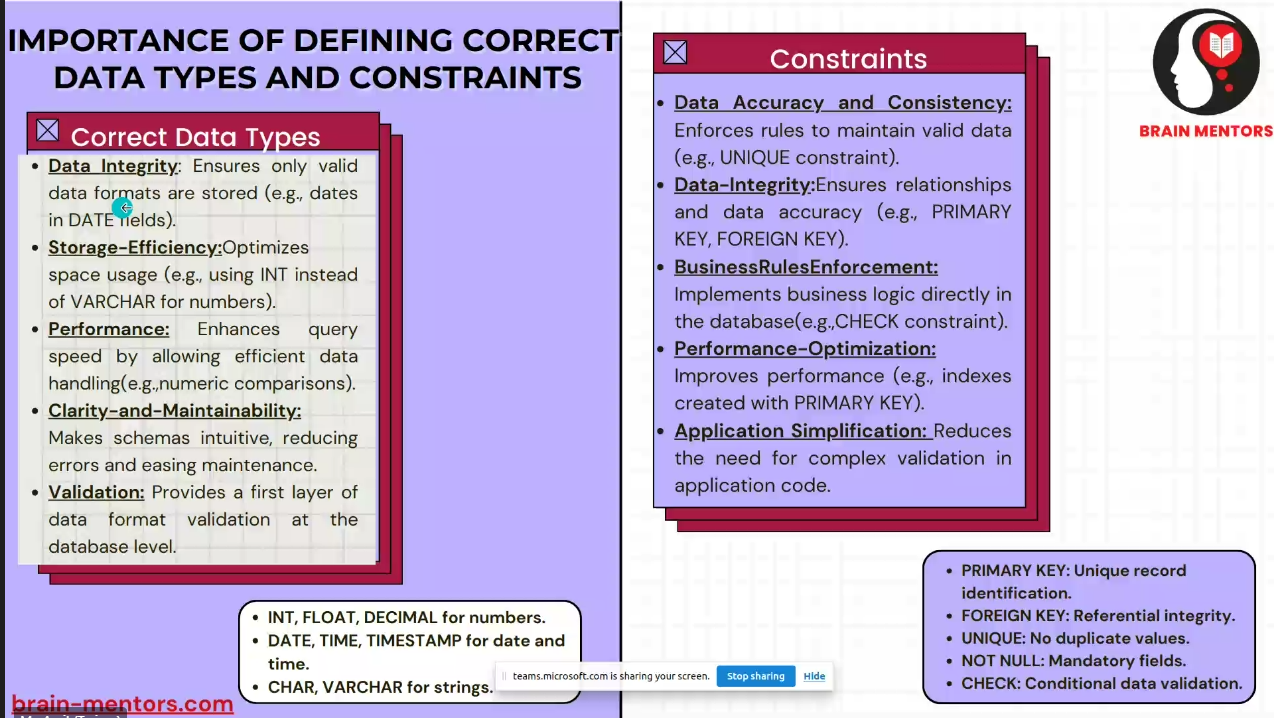 IMPORTANCE OF DEFINING CORRECT
DATA TYPES AND CONSTRAINTS
Correct Data Types
• Data Integrity: Ensures only valid
data formats are stored (e.g., dates
in DATE fields).
• Storage-Efficiency:Optimizes
space usage (e.g., using INT instead
of VARCHAR for numbers).
• Performance: Enhances query
speed by allowing efficient data
handling(e.g.,numeric comparisons).
• Clarity-and-Maintainability:
Makes schemas intuitive, reducing
errors and easing maintenance.
• Validation: Provides a first layer of
data format validation at the
database level.
• INT, FLOAT, DECIMAL for numbers.
• DATE, TIME, TIMESTAMP for date and
time.
• CHAR, VARCHAR for strings.
brain-mentors.com
Constraints
• Data Accuracy and Consistency:
Enforces rules to maintain valid data
(e.g., UNIQUE constraint).
• Data-Integrity:Ensures relationships
and data accuracy (e.g., PRIMARY
KEY, FOREIGN KEY).
• BusinessRulesEnforcement:
Implements business logic directly in
the database(e.g.,CHECK constraint).
• Performance-Optimization:
Improves performance (e.g., indexes
created with PRIMARY KEY).
• Application Simplification: Reduces
the need for complex validation in
application code.
BRAIN MENTORS
• PRIMARY KEY: Unique record
identification.
• FOREIGN KEY: Referential integrity.
• UNIQUE: No duplicate values.
• NOT NULL: Mandatory fields.
• CHECK: Conditional data validation.
teams.microsoft.com is sharing your screen. Stop sharing Hide